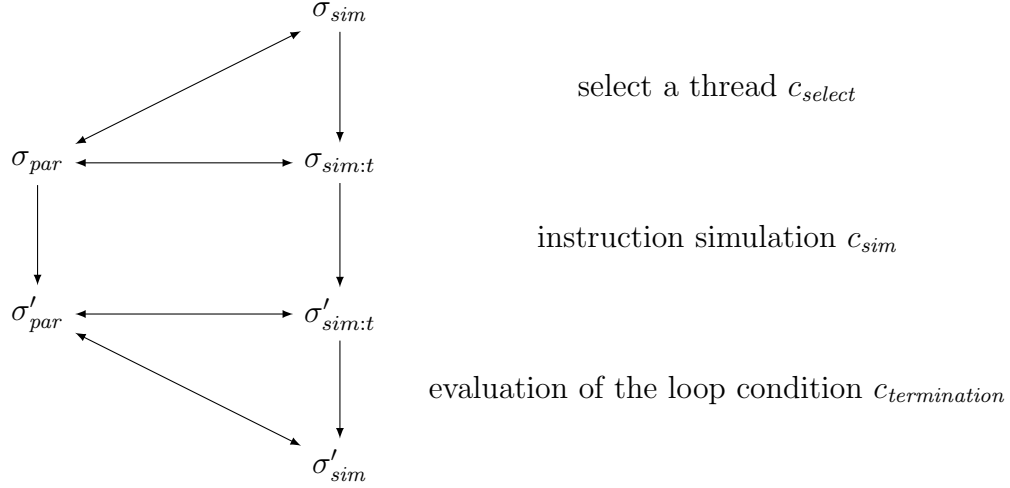 σ_sim
select a thread c_select
σ_par σ_sim:t
instruction simulation c_sim
σ′_par σ′_sim:t
evaluation of the loop condition c_termination
σ′_sim